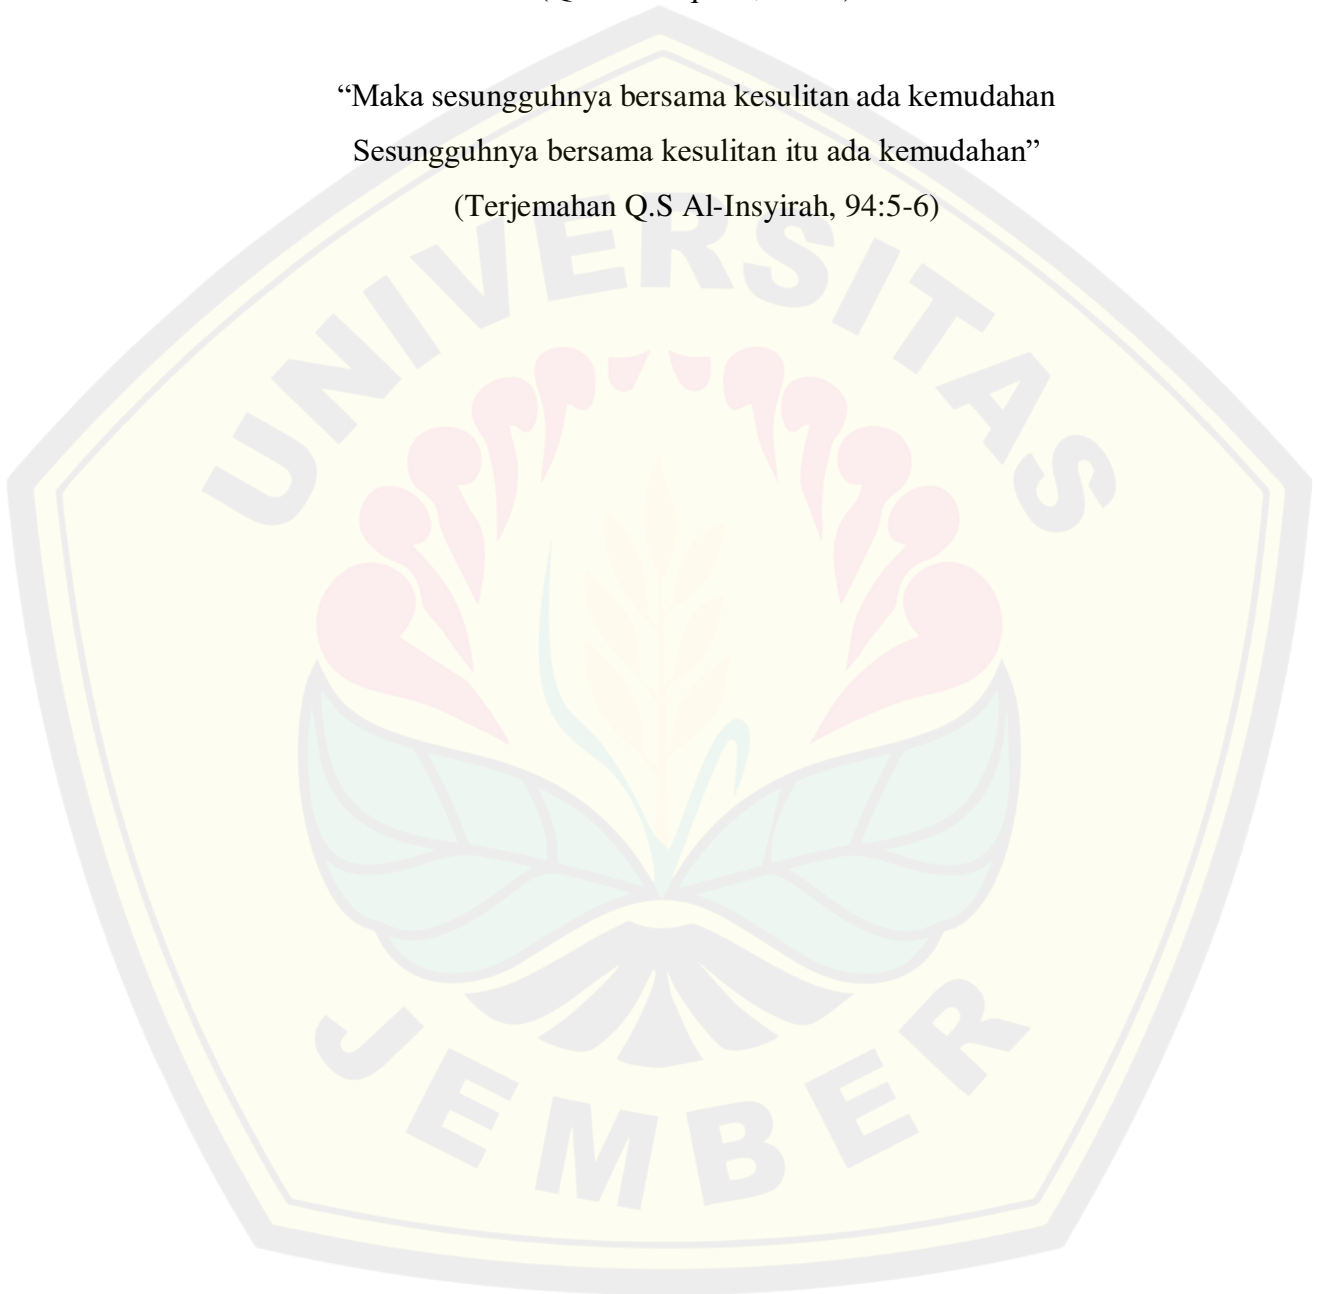 “Maka sesungguhnya bersama kesulitan ada kemudahan
Sesungguhnya bersama kesulitan itu ada kemudahan”
(Terjemahan Q.S Al-Insyirah, 94:5-6)
UNIVERSITAS
JEMBER